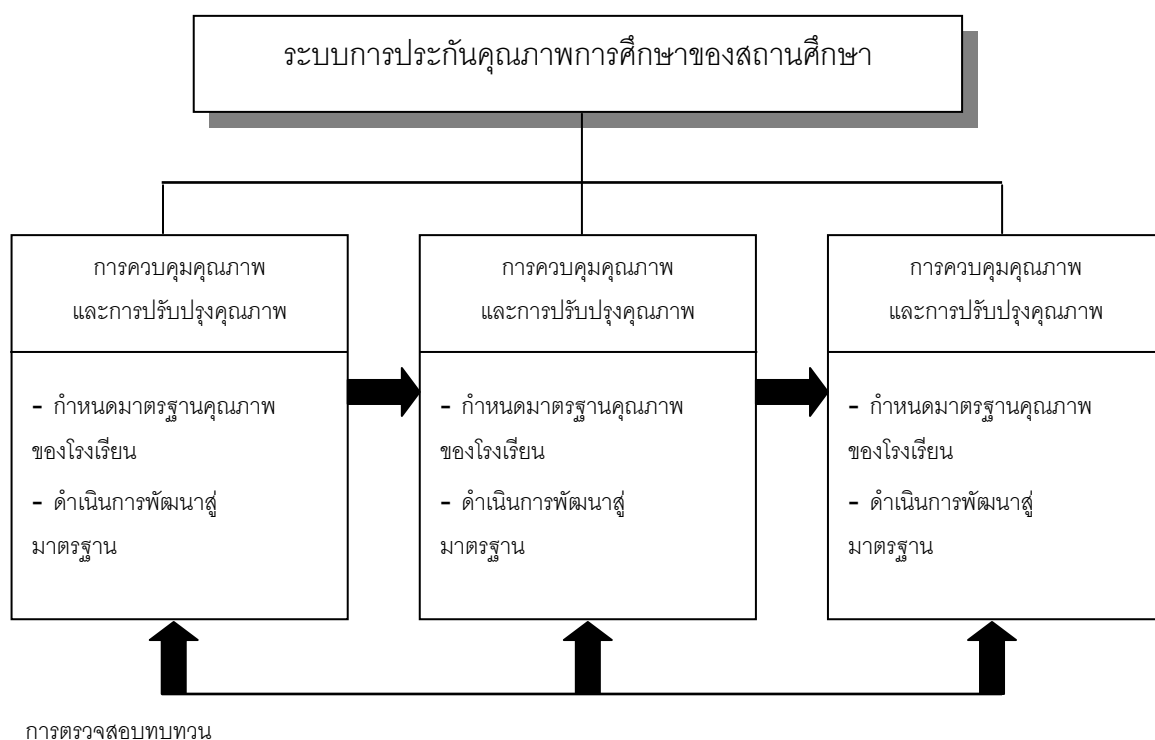 ระบบการประกันคุณภาพการศึกษาของสถานศึกษา
การควบคุมคุณภาพ
และการปรับปรุงคุณภาพ
- กำหนดมาตรฐานคุณภาพ
ของโรงเรียน
- ดำเนินการพัฒนาสู่
มาตรฐาน
การควบคุมคุณภาพ
และการปรับปรุงคุณภาพ
- กำหนดมาตรฐานคุณภาพ
ของโรงเรียน
- ดำเนินการพัฒนาสู่
มาตรฐาน
การควบคุมคุณภาพ
และการปรับปรุงคุณภาพ
- กำหนดมาตรฐานคุณภาพ
ของโรงเรียน
- ดำเนินการพัฒนาสู่
มาตรฐาน
การตรวจสอบทบทวน